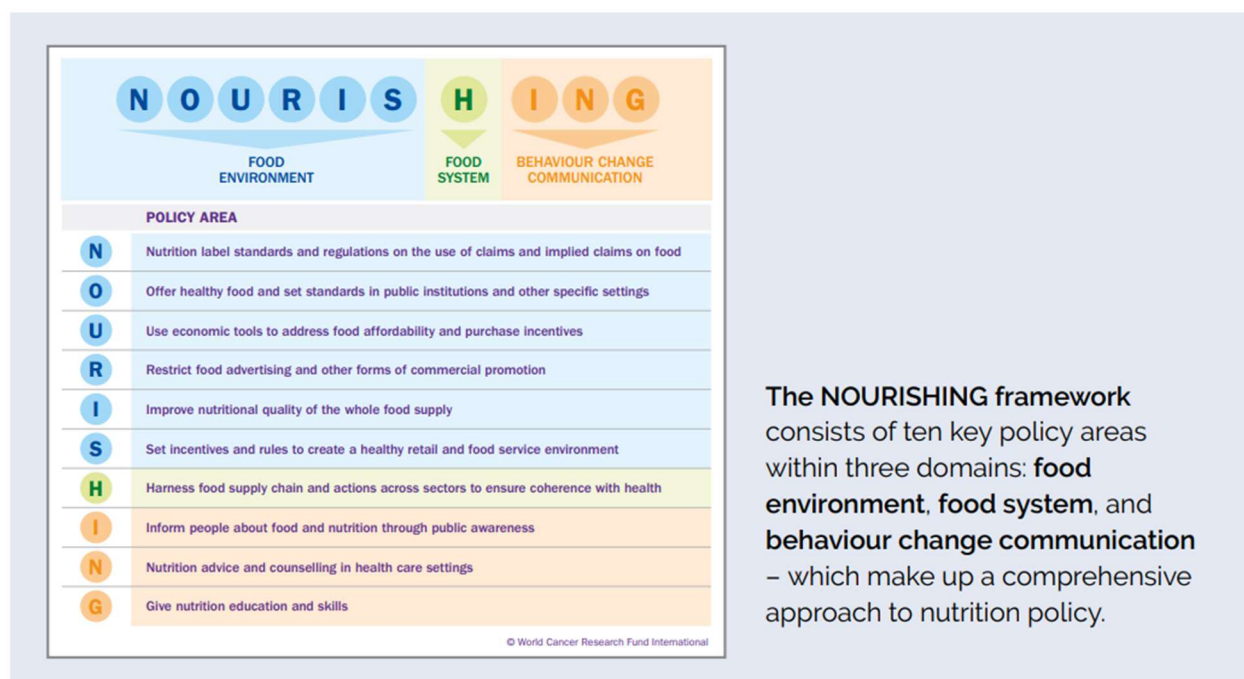 N O U R I S H I N G
FOOD
ENVIRONMENT
FOOD
SYSTEM
BEHAVIOUR CHANGE
COMMUNICATION
POLICY AREA
N Nutrition label standards and regulations on the use of claims and implied claims on food
O Offer healthy food and set standards in public institutions and other specific settings
U Use economic tools to address food affordability and purchase incentives
R Restrict food advertising and other forms of commercial promotion
I Improve nutritional quality of the whole food supply
S Set incentives and rules to create a healthy retail and food service environment
H Harness food supply chain and actions across sectors to ensure coherence with health
I Inform people about food and nutrition through public awareness
N Nutrition advice and counselling in health care settings
G Give nutrition education and skills
© World Cancer Research Fund International
The NOURISHING framework
consists of ten key policy areas
within three domains: food
environment, food system, and
behaviour change communication
– which make up a comprehensive
approach to nutrition policy.